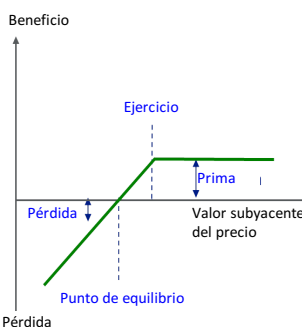 Beneficio
Ejercicio
Prima
Pérdida
Valor subyacente
del precio
Punto de equilibrio
Pérdida